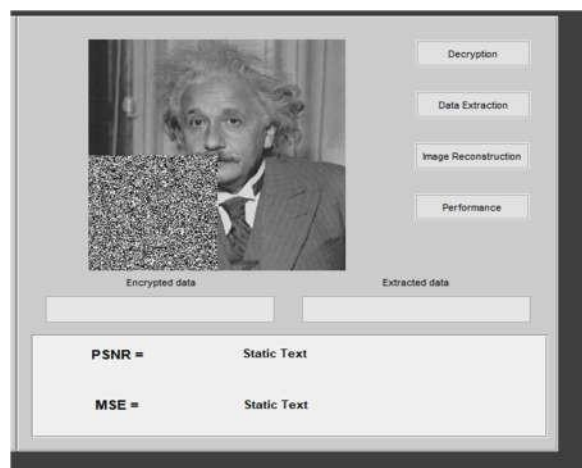 Decryption
Data Extraction
Image Reconstruction
Performance
Encrypted data
Extracted data
PSNR =
Static Text
MSE =
Static Text